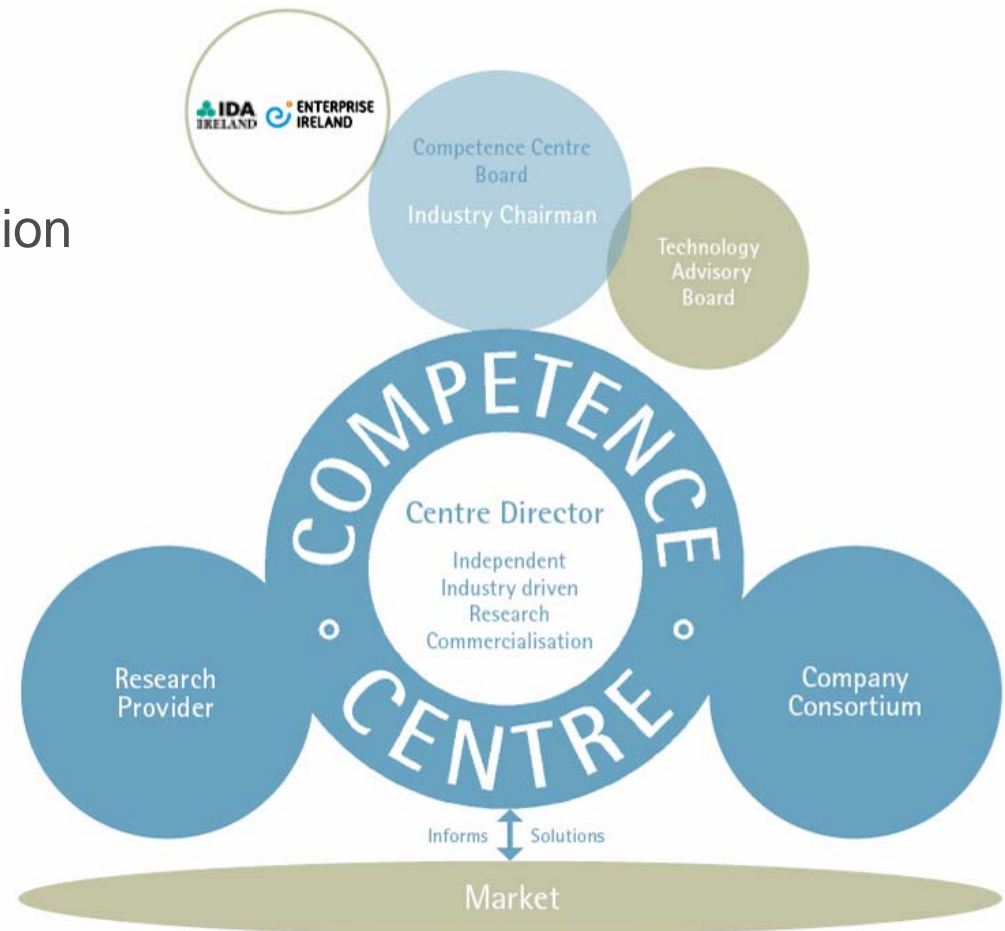 IDA
IRELAND
ENTERPRISE
IRELAND
Competence Centre
Board
Industry Chairman
ion
Technology
Advisory
Board
COMPETENCE
Centre Director
Independent
Industry driven
Research
Commercialisation
Research
Provider
Company
Consortium
CENTRE
Informs Solutions
Market